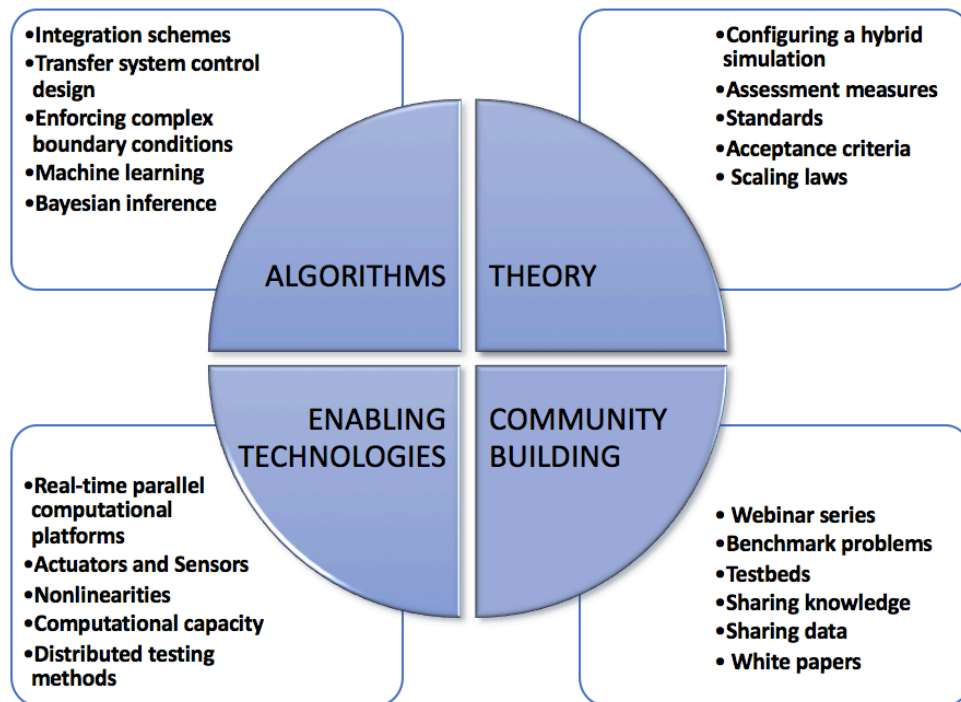 •Integration schemes
•Transfer system control
design
•Enforcing complex
boundary conditions
•Machine learning
•Bayesian inference
ALGORITHMS
•Configuring a hybrid
simulation
•Assessment measures
•Standards
•Acceptance criteria
• Scaling laws
THEORY
ENABLING
TECHNOLOGIES
•Real-time parallel
computational
platforms
•Actuators and Sensors
•Nonlinearities
•Computational capacity
•Distributed testing
methods
COMMUNITY
BUILDING
• Webinar series
•Benchmark problems
•Testbeds
•Sharing knowledge
•Sharing data
• White papers